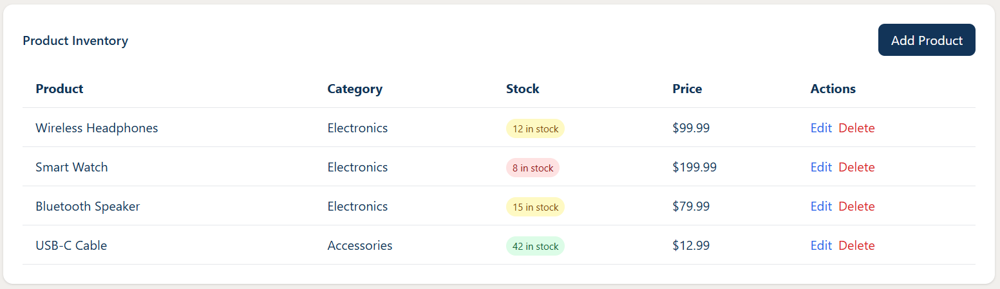 Product Inventory Add Product
Product Category Stock Price Actions
Wireless Headphones Electronics 12 in stock $99.99 Edit Delete
Smart Watch Electronics 8 in stock $199.99 Edit Delete
Bluetooth Speaker Electronics 15 in stock $79.99 Edit Delete
USB-C Cable Accessories 42 in stock $12.99 Edit Delete